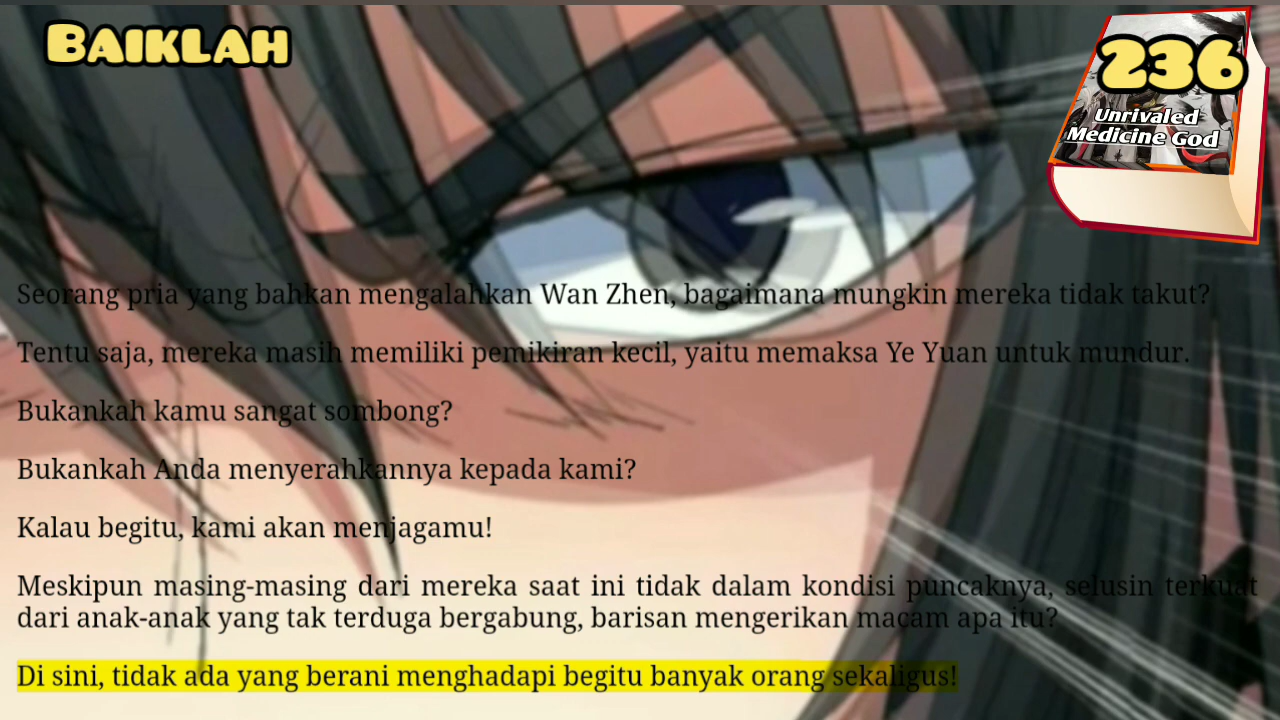 Baiklah
236
Unrivaled
Medicine God
Seorang pria yang bahkan mengalahkan Wan Zhen, bagaimana mungkin mereka tidak takut?
Tentu saja, mereka masih memiliki pemikiran kecil, yaitu memaksa Ye Yuan untuk mundur.
Bukankah kamu sangat sombong?
Bukankah Anda menyerahkannya kepada kami?
Kalau begitu, kami akan menjagamu!
Meskipun masing-masing dari mereka saat ini tidak dalam kondisi puncaknya, selusin terkuat
dari anak-anak yang tak terduga bergabung, barisan mengerikan macam apa itu?
Di sini, tidak ada yang berani menghadapi begitu banyak orang sekaligus!